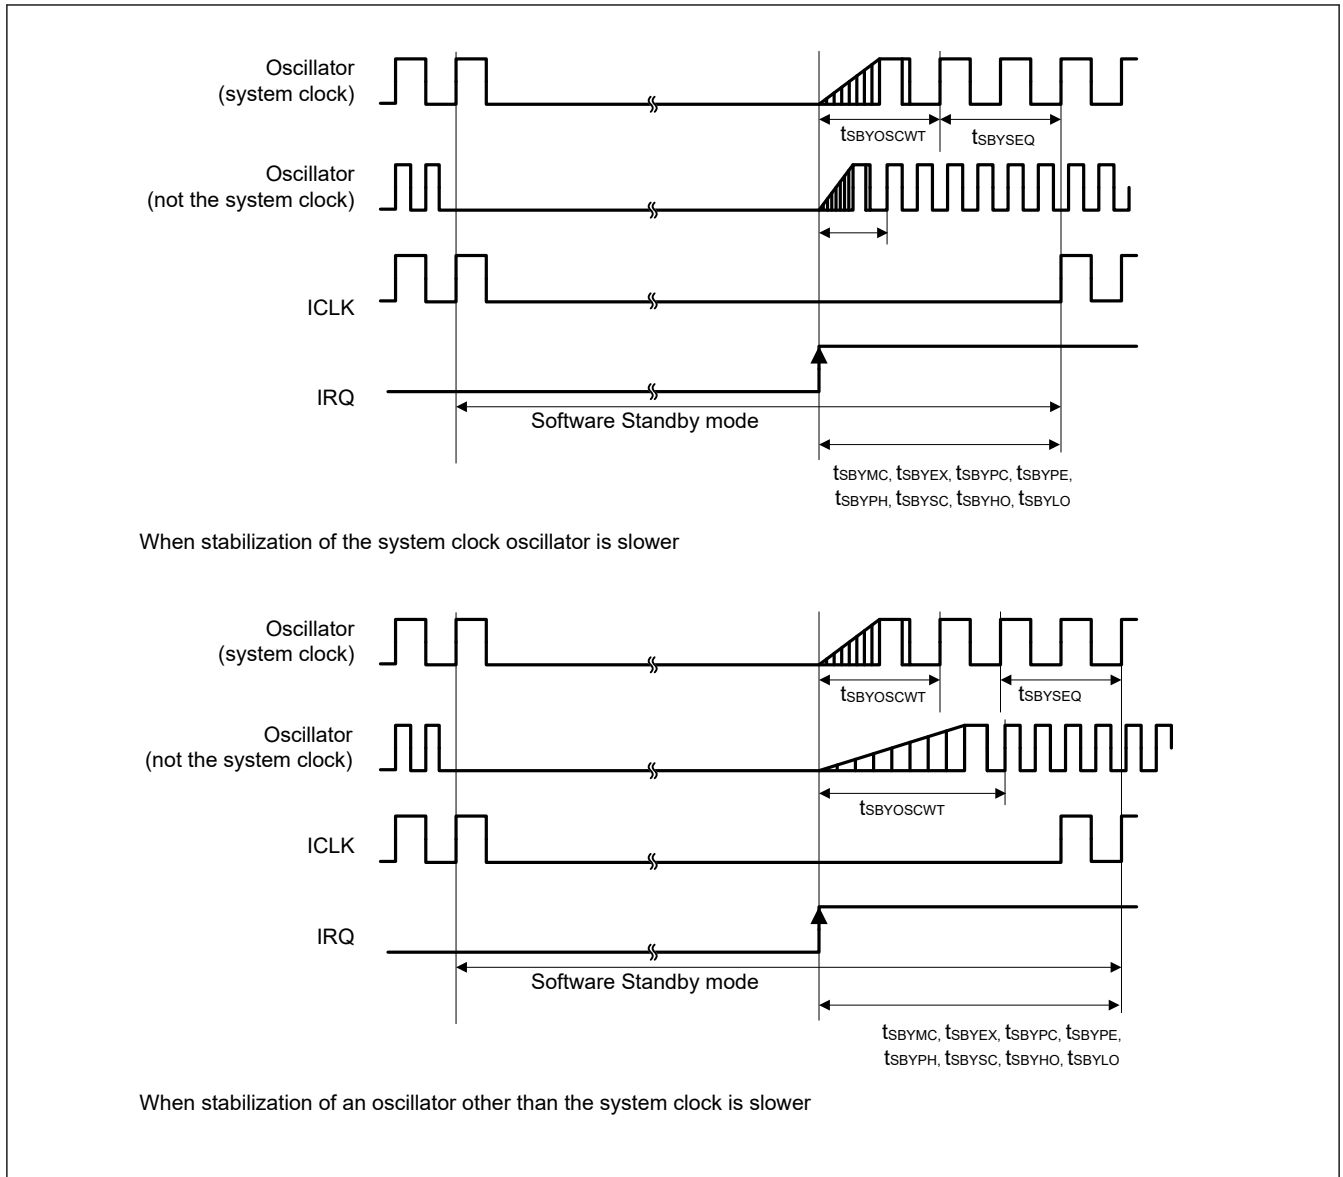 Oscillator
(system clock)
tSBYOSCWT
tSBYSEQ
Oscillator
(not the system clock)
ICLK
IRQ
Software Standby mode
tSBYMC, tSBYEX, tSBYPC, tSBYPE,
tSBYPH, tSBYSC, tSBYHO, tSBYLO
When stabilization of the system clock oscillator is slower
Oscillator
(system clock)
tSBYOSCWT
tSBYSEQ
Oscillator
(not the system clock)
tSBYOSCWT
ICLK
IRQ
Software Standby mode
tSBYMC, tSBYEX, tSBYPC, tSBYPE,
tSBYPH, tSBYSC, tSBYHO, tSBYLO
When stabilization of an oscillator other than the system clock is slower